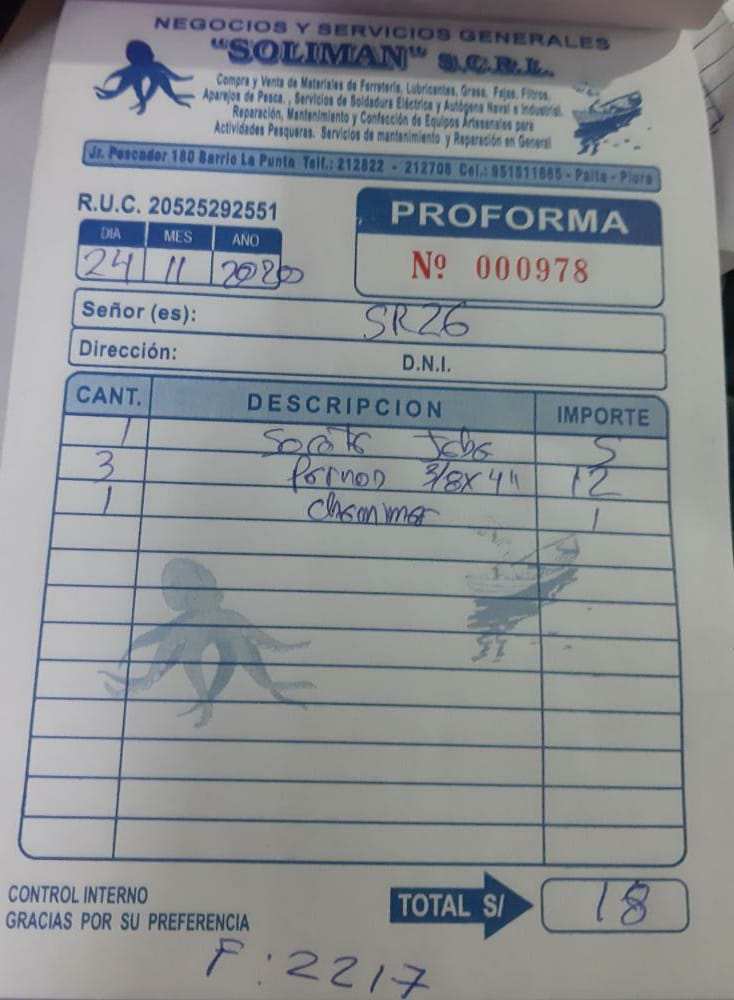 NEGOCIOS Y SERVICIOS GENERALES
"SOLIMAN" S.C.R.L.
Compra y Venta de Materiales de Ferretería, Lubricantes, Grasa, Fajas, Filtros,
Aparejos de Pesca., Servicios de Soldadura Eléctrica y Autógena Naval e Industrial.
Reparación, Mantenimiento y Confección de Equipos Artesanales para
Actividades Pesqueras. Servicios de mantenimiento y Reparación en General
Jr. Pescador 180 Barrio La Punta Telf.: 212622 - 212706 Cel.: 951511665 - Paita - Piura
R.U.C. 20525292551
PROFORMA
Nº 000978
DIA MES AÑO
24 11 2020
Señor (es): SR26
Dirección: D.N.I.
CANT. DESCRIPCION IMPORTE
1 5
3 Pernos 3/8x4" 12
1 1
CONTROL INTERNO
GRACIAS POR SU PREFERENCIA
TOTAL S/ 18
F: 2217